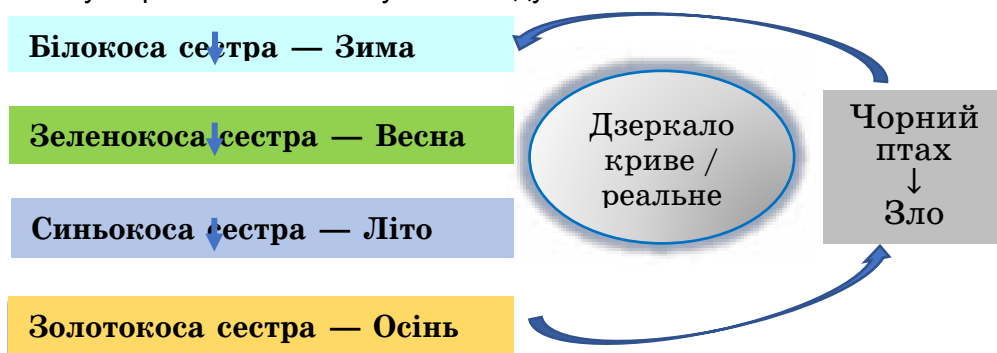 Білокоса сестра — Зима
Зеленокоса сестра — Весна
Синьокоса сестра — Літо
Золотокоса сестра — Осінь
Дзеркало
криве /
реальне
Чорний
птах
↓
Зло